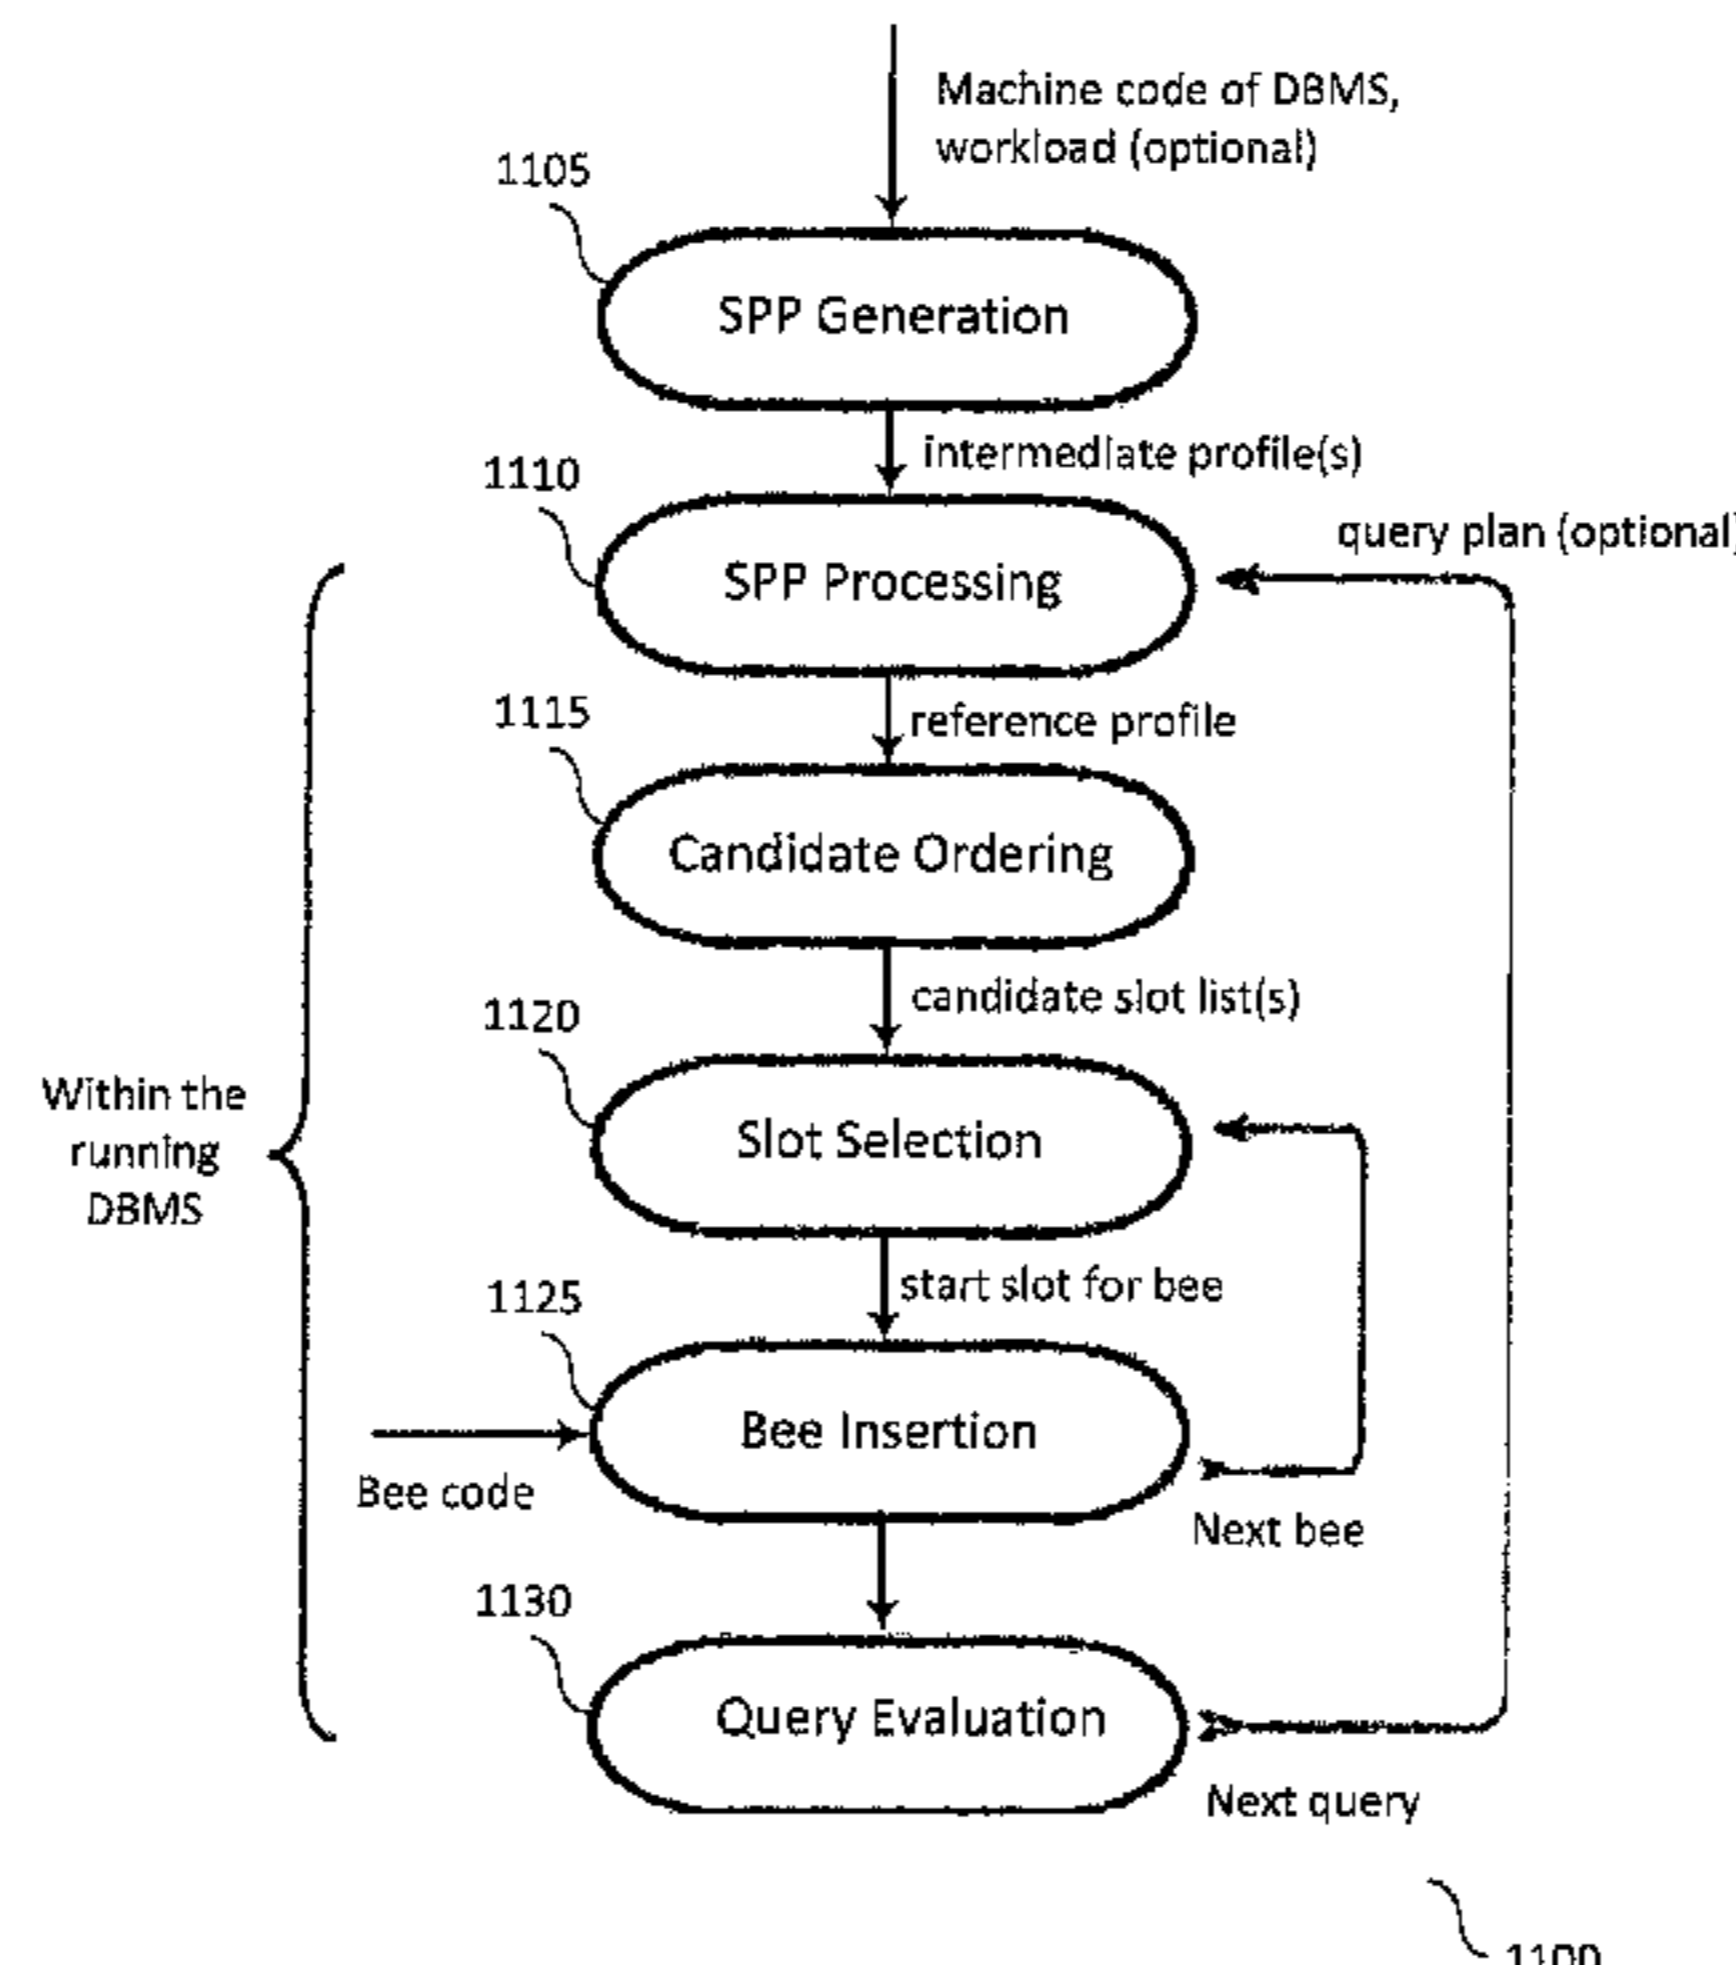 Machine code of DBMS,
workload (optional)
1105
SPP Generation
intermediate profile(s)
1110
query plan (optional)
SPP Processing
1115
reference profile
Candidate Ordering
candidate slot list(s)
1120
Within the
running
DBMS
Slot Selection
start slot for bee
1125
Bee Insertion
Bee code
Next bee
1130
Query Evaluation
Next query
1100